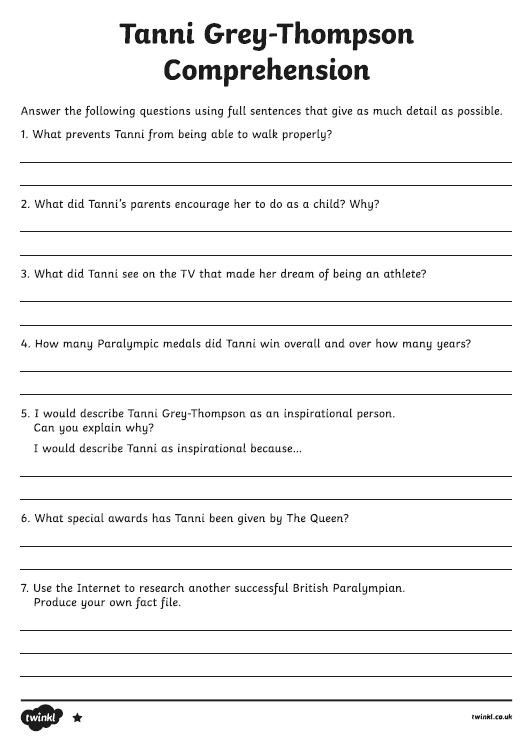 Tanni Grey-Thompson
Comprehension
Answer the following questions using full sentences that give as much detail as possible.
1. What prevents Tanni from being able to walk properly?
2. What did Tanni's parents encourage her to do as a child? Why?
3. What did Tanni see on the TV that made her dream of being an athlete?
4. How many Paralympic medals did Tanni win overall and over how many years?
5. I would describe Tanni Grey-Thompson as an inspirational person.
Can you explain why?
I would describe Tanni as inspirational because...
6. What special awards has Tanni been given by The Queen?
7. Use the Internet to research another successful British Paralympian.
Produce your own fact file.
twinkl
twinkl.co.uk